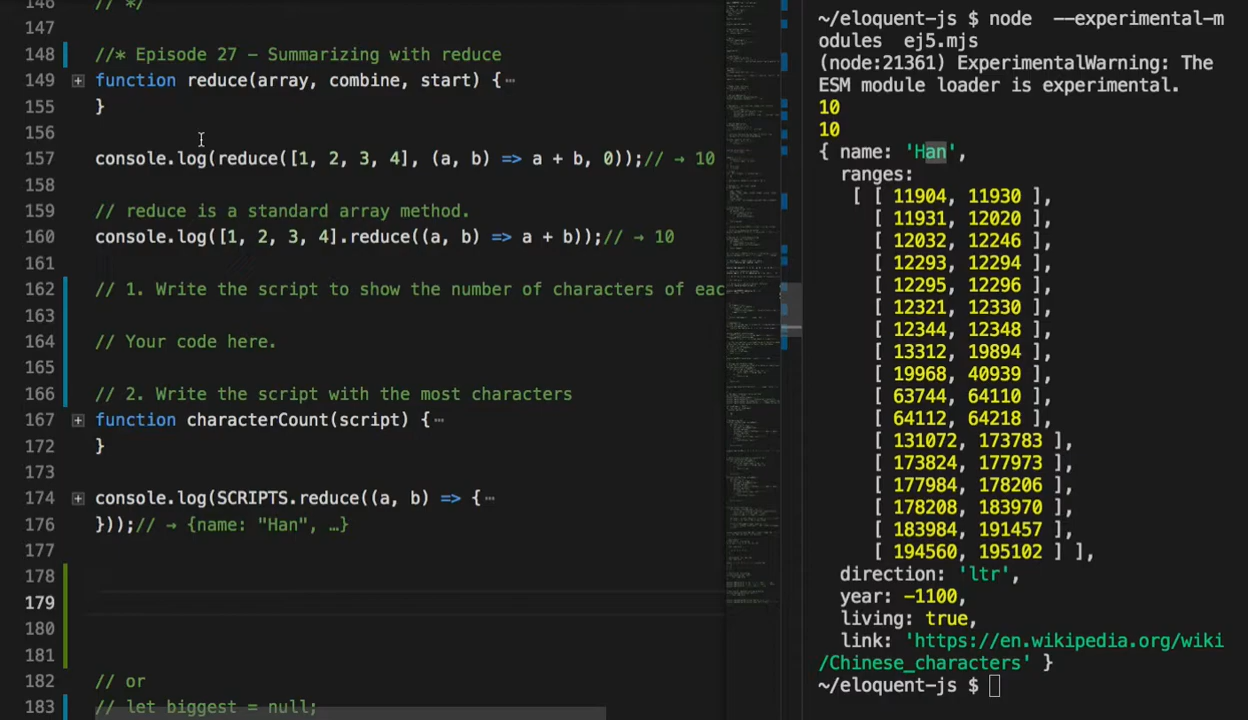 146 // */
147
148 //* Episode 27 - Summarizing with reduce
149 function reduce(array, combine, start) {⋯
155 }
156
157 console.log(reduce([1, 2, 3, 4], (a, b) => a + b, 0));// → 10
158
159 // reduce is a standard array method.
160 console.log([1, 2, 3, 4].reduce((a, b) => a + b));// → 10
161
162 // 1. Write the script to show the number of characters of eac
163
164 // Your code here.
165
166 // 2. Write the script with the most characters
167 function characterCount(script) {⋯
172 }
173
174 console.log(SCRIPTS.reduce((a, b) => {⋯
176 }));// → {name: "Han", …}
177
178
179
180
181
182 // or
183 // let biggest = null;
~/eloquent-js $ node  --experimental-m
odules  ej5.mjs
(node:21361) ExperimentalWarning: The
ESM module loader is experimental.
10
10
{ name: 'Han',
ranges:
[ [ 11904, 11930 ],
[ 11931, 12020 ],
[ 12032, 12246 ],
[ 12293, 12294 ],
[ 12295, 12296 ],
[ 12321, 12330 ],
[ 12344, 12348 ],
[ 13312, 19894 ],
[ 19968, 40939 ],
[ 63744, 64110 ],
[ 64112, 64218 ],
[ 131072, 173783 ],
[ 173824, 177973 ],
[ 177984, 178206 ],
[ 178208, 183970 ],
[ 183984, 191457 ],
[ 194560, 195102 ] ],
direction: 'ltr',
year: -1100,
living: true,
link: 'https://en.wikipedia.org/wiki
/Chinese_characters' }
~/eloquent-js $